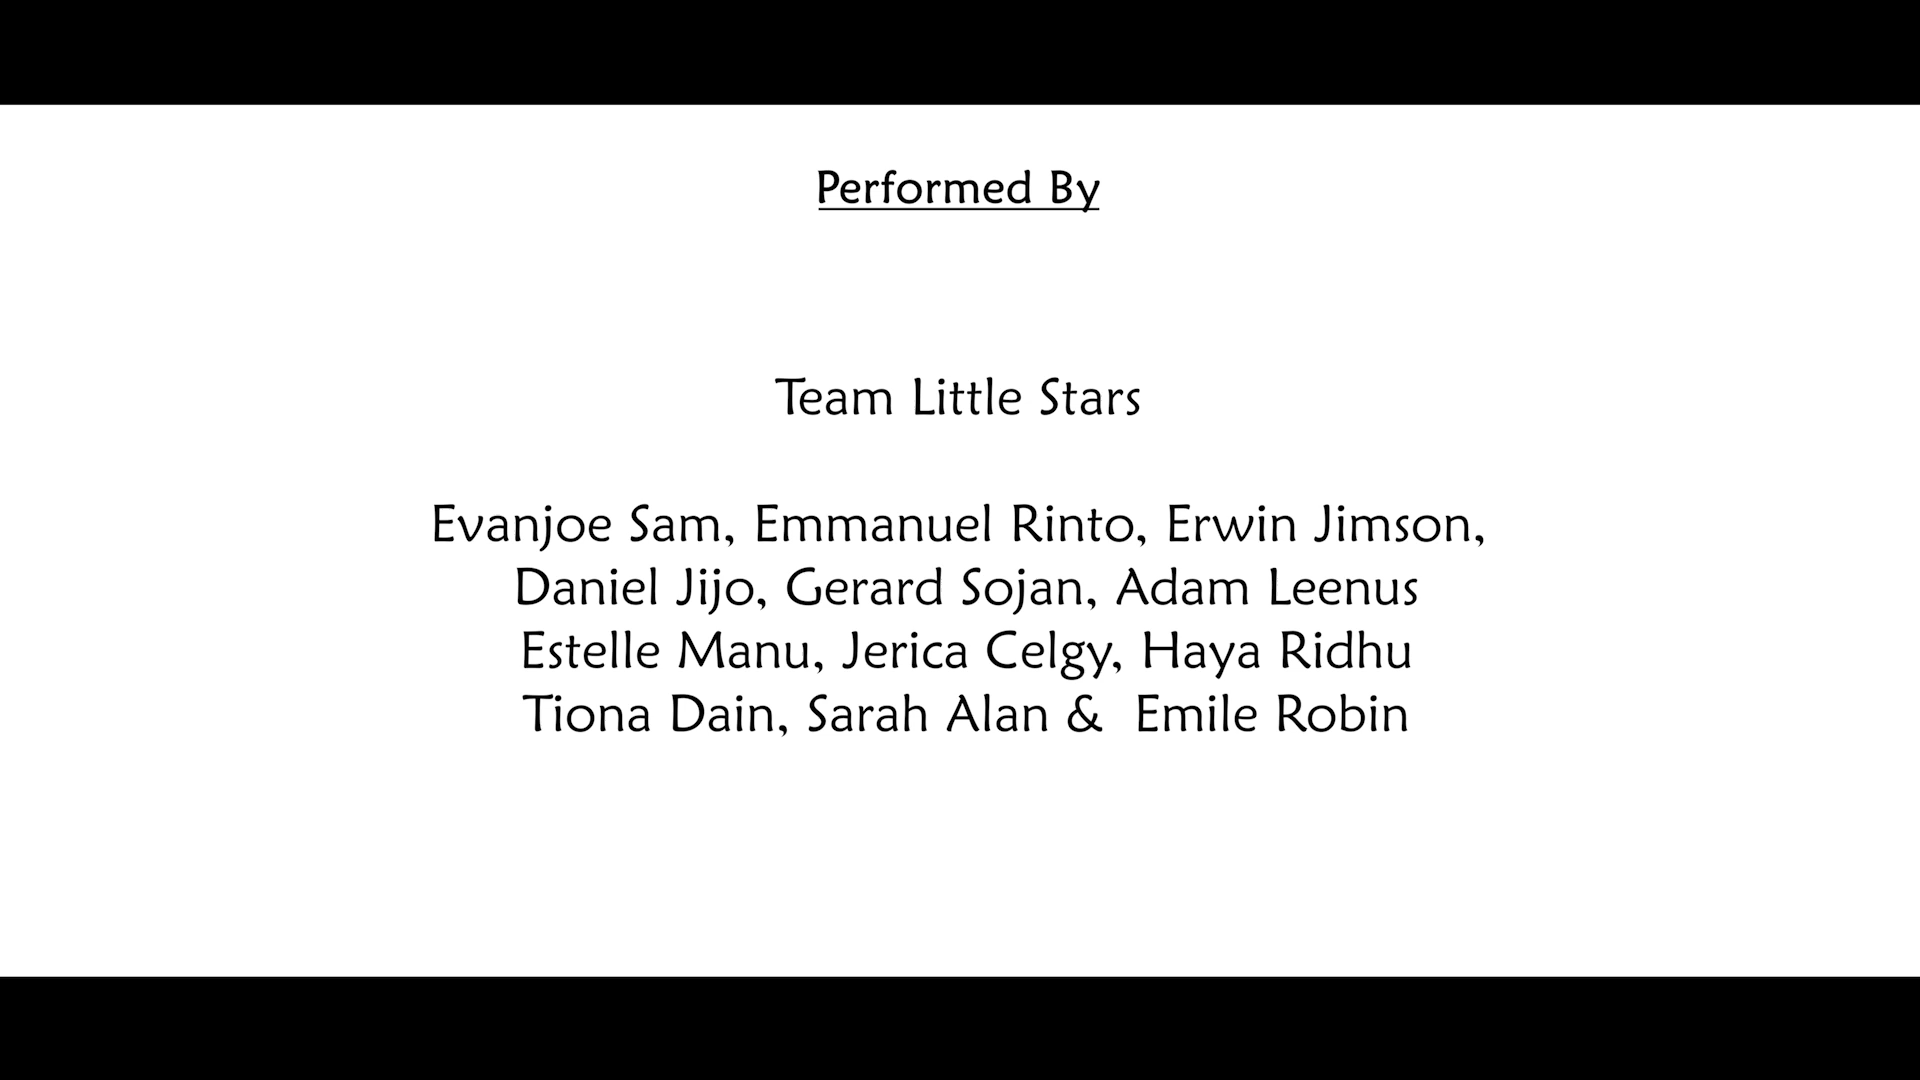 Performed By
Team Little Stars
Evanjoe Sam, Emmanuel Rinto, Erwin Jimson,
Daniel Jijo, Gerard Sojan, Adam Leenus
Estelle Manu, Jerica Celgy, Haya Ridhu
Tiona Dain, Sarah Alan &  Emile Robin